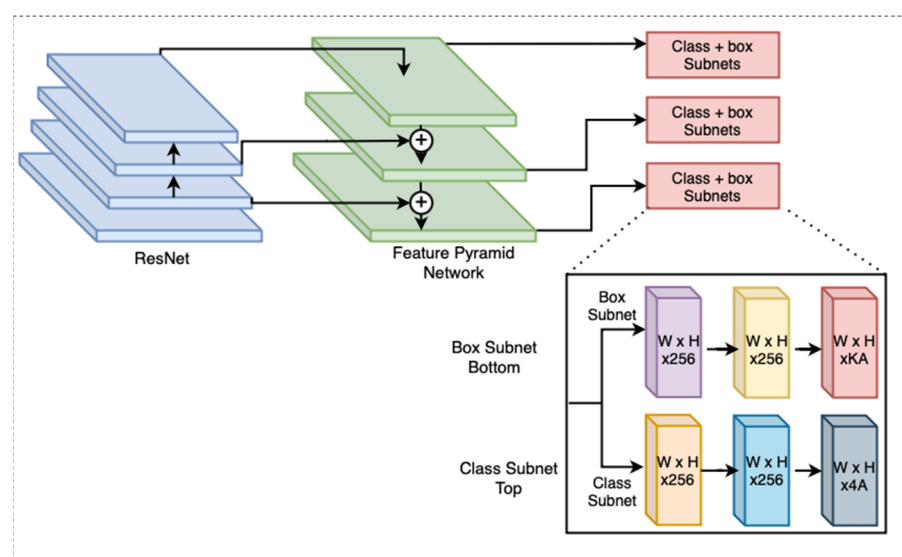 Class + box
Subnets
Class + box
Subnets
Class + box
Subnets
ResNet
Feature Pyramid
Network
Box
Subnet
W x H
x256
W x H
x256
W x H
xKA
Box Subnet
Bottom
Class Subnet
Top
Class
Subnet
W x H
x256
W x H
x256
W x H
x4A